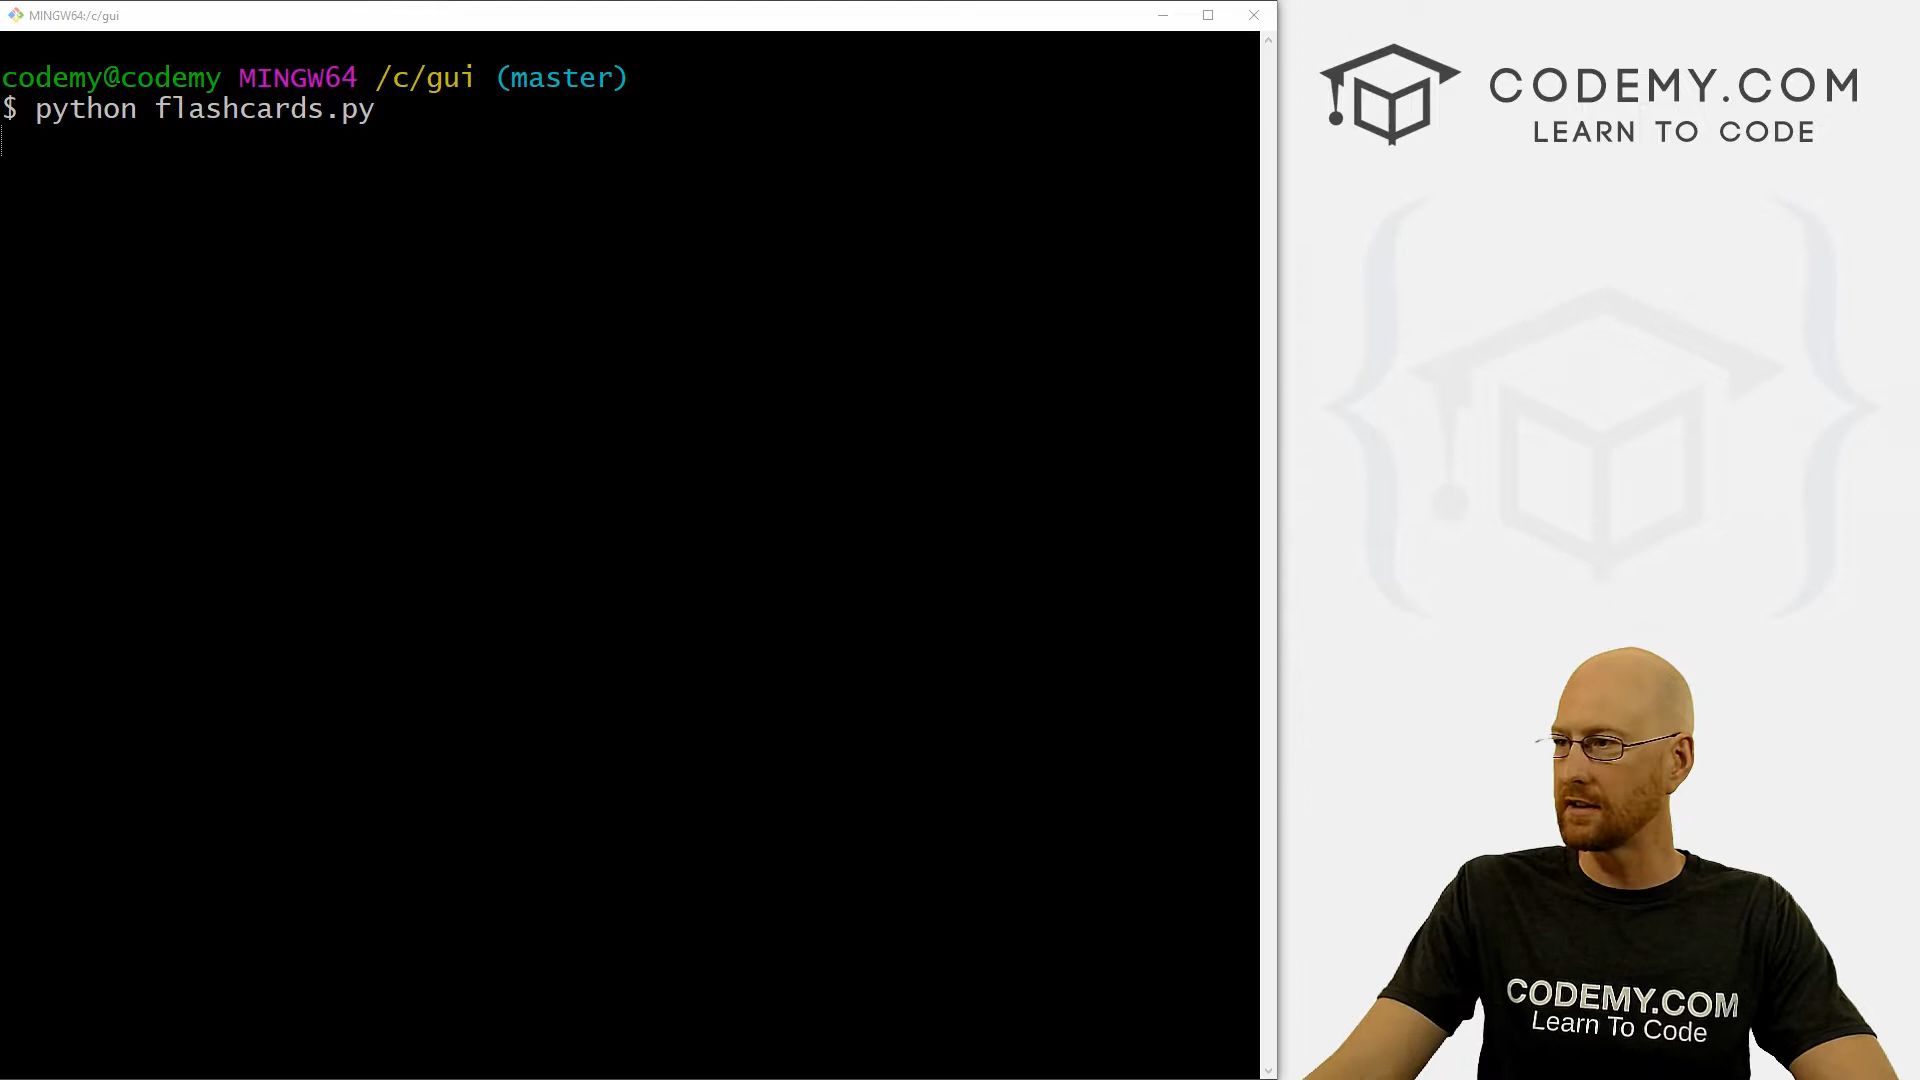 MINGW64:/c/gui
codemy@codemy MINGW64 /c/gui (master)
$ python flashcards.py
CODEMY.COM
LEARN TO CODE
CODEMY.COM
Learn To Code